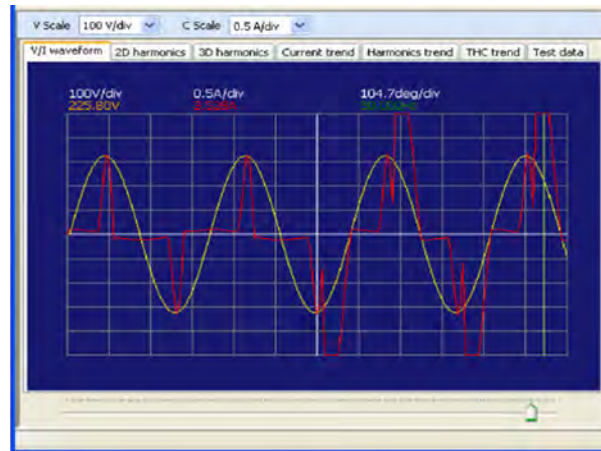 V Scale 100 V/div C Scale 0.5 A/div
V/I waveform 2D harmonics 3D harmonics Current trend Harmonics trend THC trend Test data
100V/div 0.5A/div 104.7deg/div
225.80V